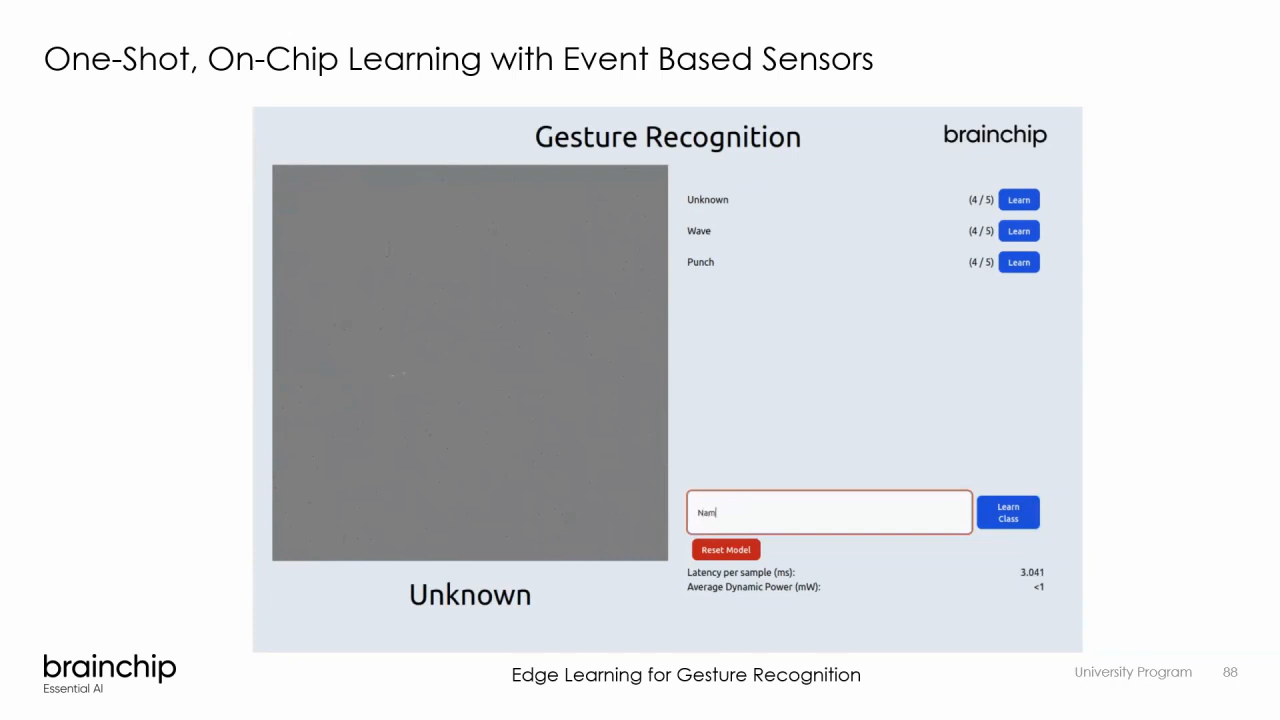 One-Shot, On-Chip Learning with Event Based Sensors
Gesture Recognition
brainchip
Unknown (4 / 5) Learn
Wave (4 / 5) Learn
Punch (4 / 5) Learn
Nam
Learn
Class
Reset Model
Latency per sample (ms): 3.041
Average Dynamic Power (mW): <1
Unknown
brainchip
Essential AI
Edge Learning for Gesture Recognition
University Program 88